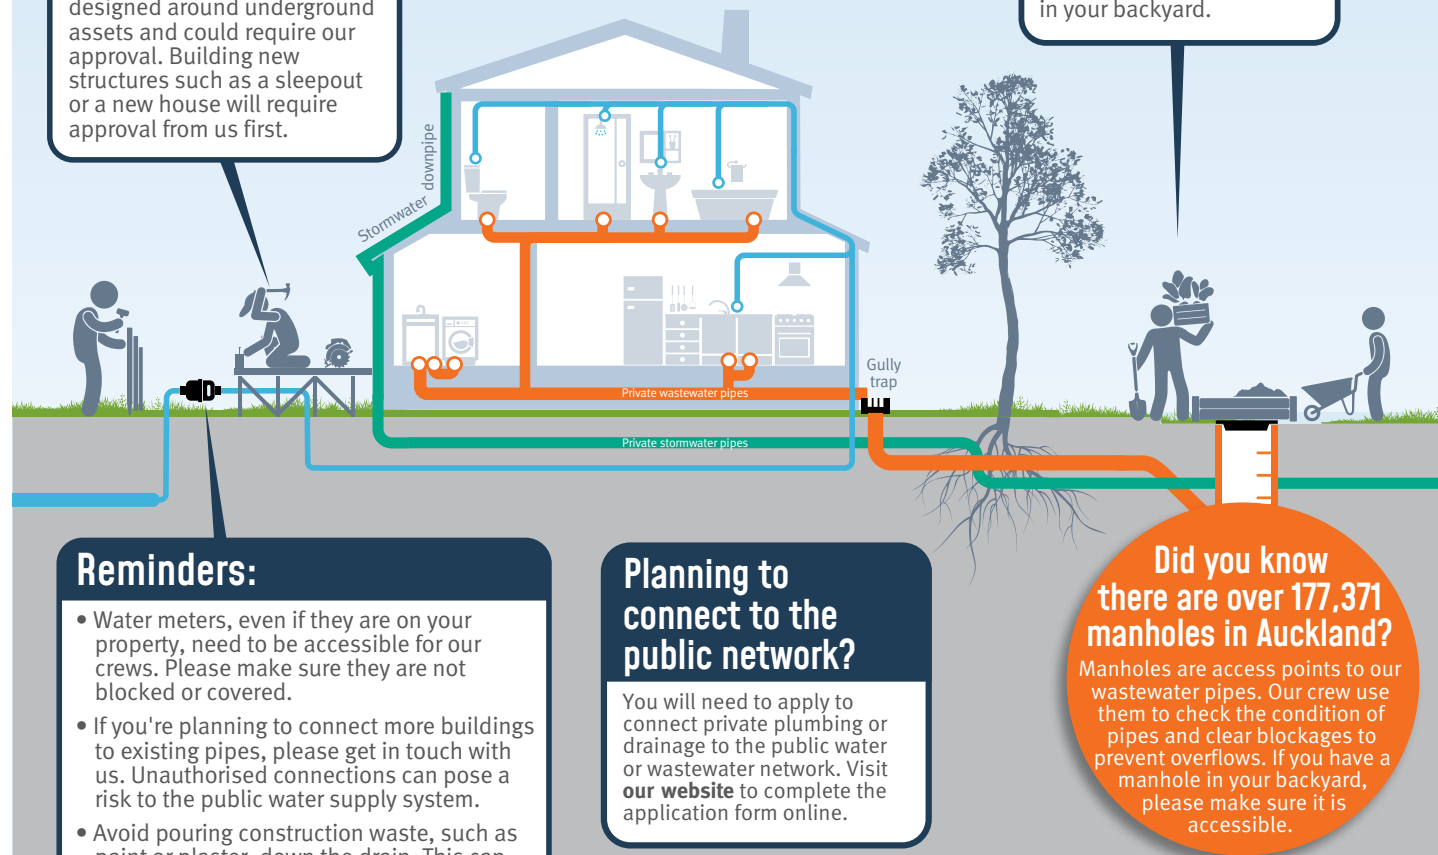 designed around underground
assets and could require our
approval. Building new
structures such as a sleepout
or a new house will require
approval from us first.
in your backyard.
Stormwater downpipe
Gully
trap
Private wastewater pipes
Private stormwater pipes
Reminders:
• Water meters, even if they are on your
property, need to be accessible for our
crews. Please make sure they are not
blocked or covered.
• If you're planning to connect more buildings
to existing pipes, please get in touch with
us. Unauthorised connections can pose a
risk to the public water supply system.
• Avoid pouring construction waste, such as
paint or plaster, down the drain. This can
Planning to
connect to the
public network?
You will need to apply to
connect private plumbing or
drainage to the public water
or wastewater network. Visit
our website to complete the
application form online.
Did you know
there are over 177,371
manholes in Auckland?
Manholes are access points to our
wastewater pipes. Our crew use
them to check the condition of
pipes and clear blockages to
prevent overflows. If you have a
manhole in your backyard,
please make sure it is
accessible.